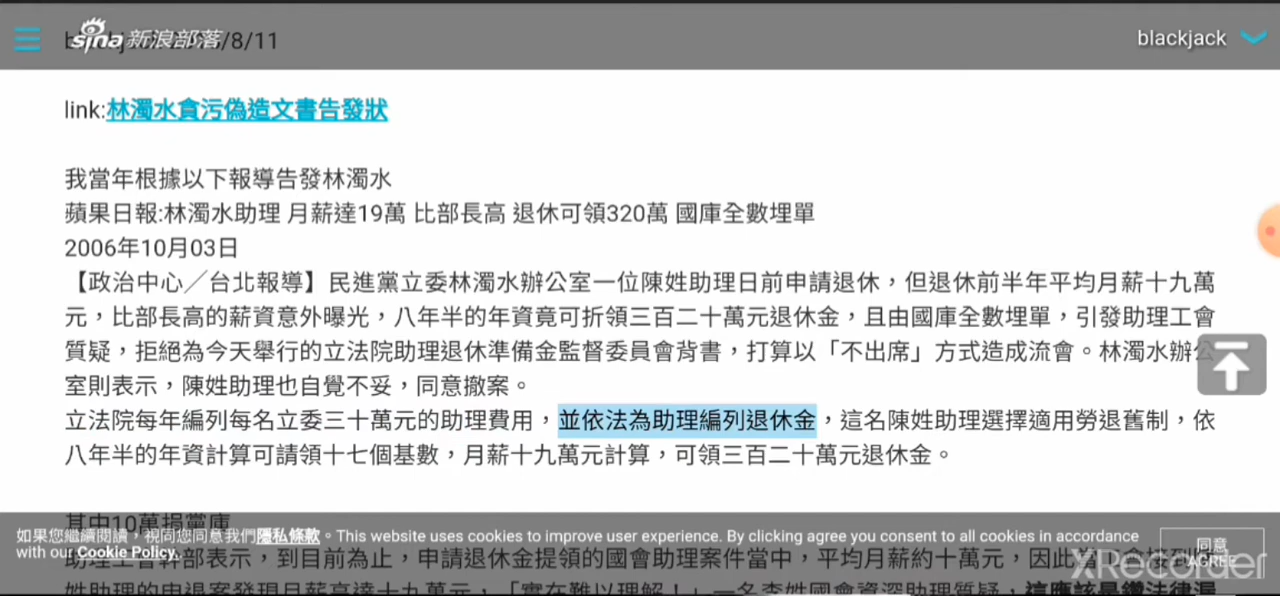 sina 新浪部落
/8/11
blackjack
link:林濁水貪污偽造文書告發狀
我當年根據以下報導告發林濁水
蘋果日報:林濁水助理 月薪達19萬 比部長高 退休可領320萬 國庫全數埋單
2006年10月03日
【政治中心／台北報導】民進黨立委林濁水辦公室一位陳姓助理日前申請退休，但退休前半年平均月薪十九萬
元，比部長高的薪資意外曝光，八年半的年資竟可折領三百二十萬元退休金，且由國庫全數埋單，引發助理工會
質疑，拒絕為今天舉行的立法院助理退休準備金監督委員會背書，打算以「不出席」方式造成流會。林濁水辦公
室則表示，陳姓助理也自覺不妥，同意撤案。
立法院每年編列每名立委三十萬元的助理費用，並依法為助理編列退休金，這名陳姓助理選擇適用勞退舊制，依
八年半的年資計算可請領十七個基數，月薪十九萬元計算，可領三百二十萬元退休金。
其中10萬捐黨庫
如果您繼續閱讀，視同您同意我們隱私條款。This website uses cookies to improve user experience. By clicking agree you consent to all cookies in accordance
with our Cookie Policy.
同意
AGREE
助理工會幹部表示，到目前為止，申請退休金提領的國會助理案件當中，平均月薪約十萬元，因此
XRecorder
姓助理的申退案發現月薪高達十九萬元，「實在難以理解！」一名李姓國會資深助理質疑，這應該是鑽法律漏